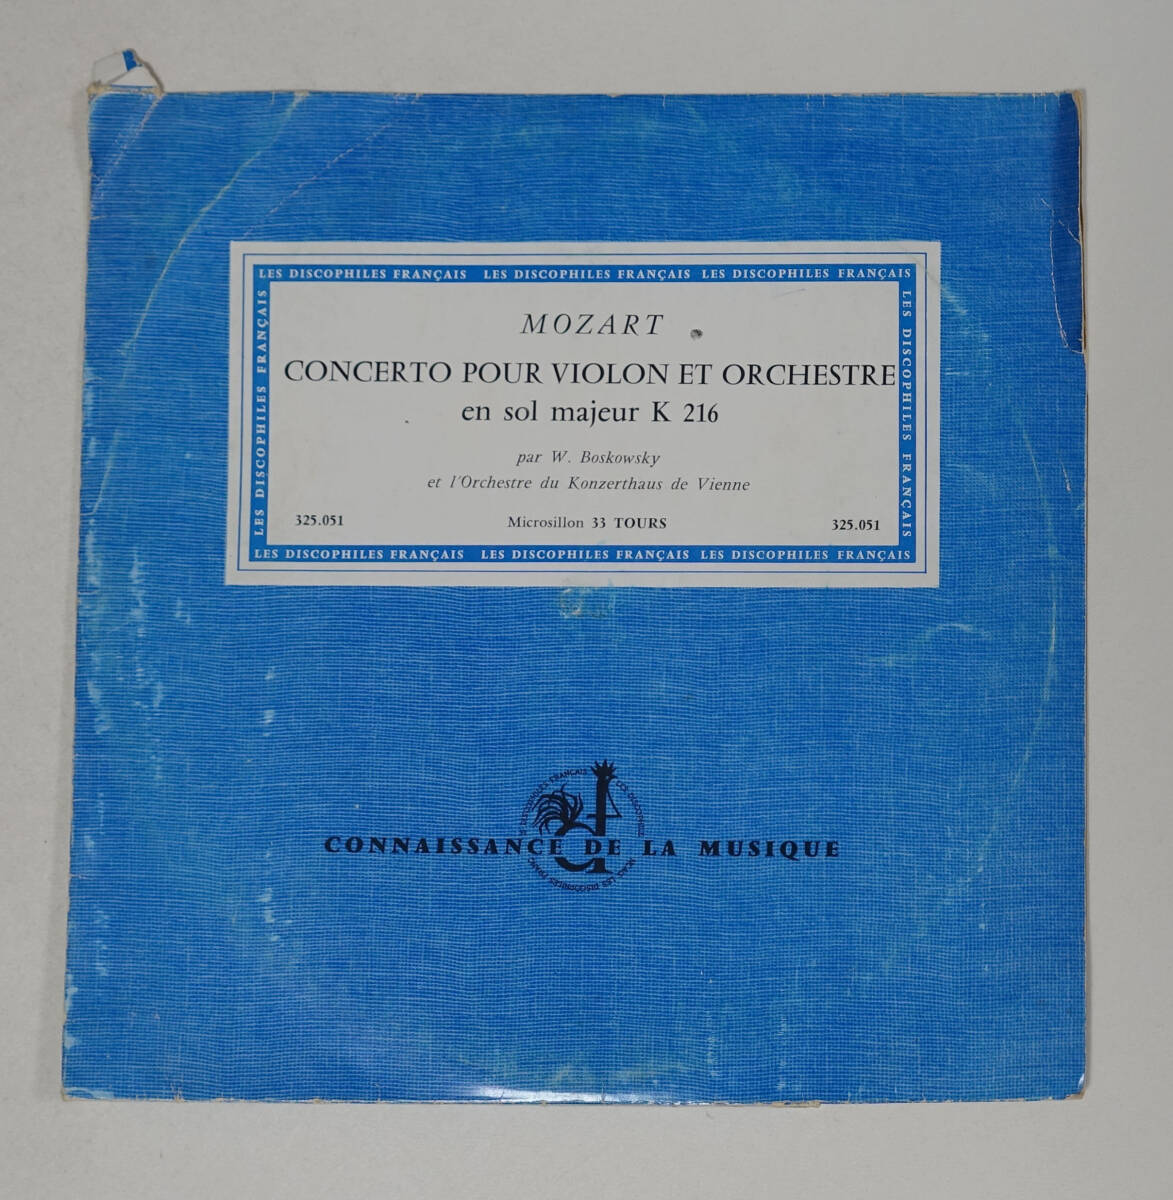 LES DISCOPHILES FRANÇAIS LES DISCOPHILES FRANÇAIS LES DISCOPHILES FRANÇAIS
LES DISCOPHILES FRANÇAIS
MOZART
CONCERTO POUR VIOLON ET ORCHESTRE
en sol majeur K 216
par W. Boskowsky
et l'Orchestre du Konzerthaus de Vienne
325.051
Microsillon 33 TOURS
325.051
LES DISCOPHILES FRANÇAIS
LES DISCOPHILES FRANÇAIS LES DISCOPHILES FRANÇAIS LES DISCOPHILES FRANÇAIS
CONNAISSANCE DE LA MUSIQUE